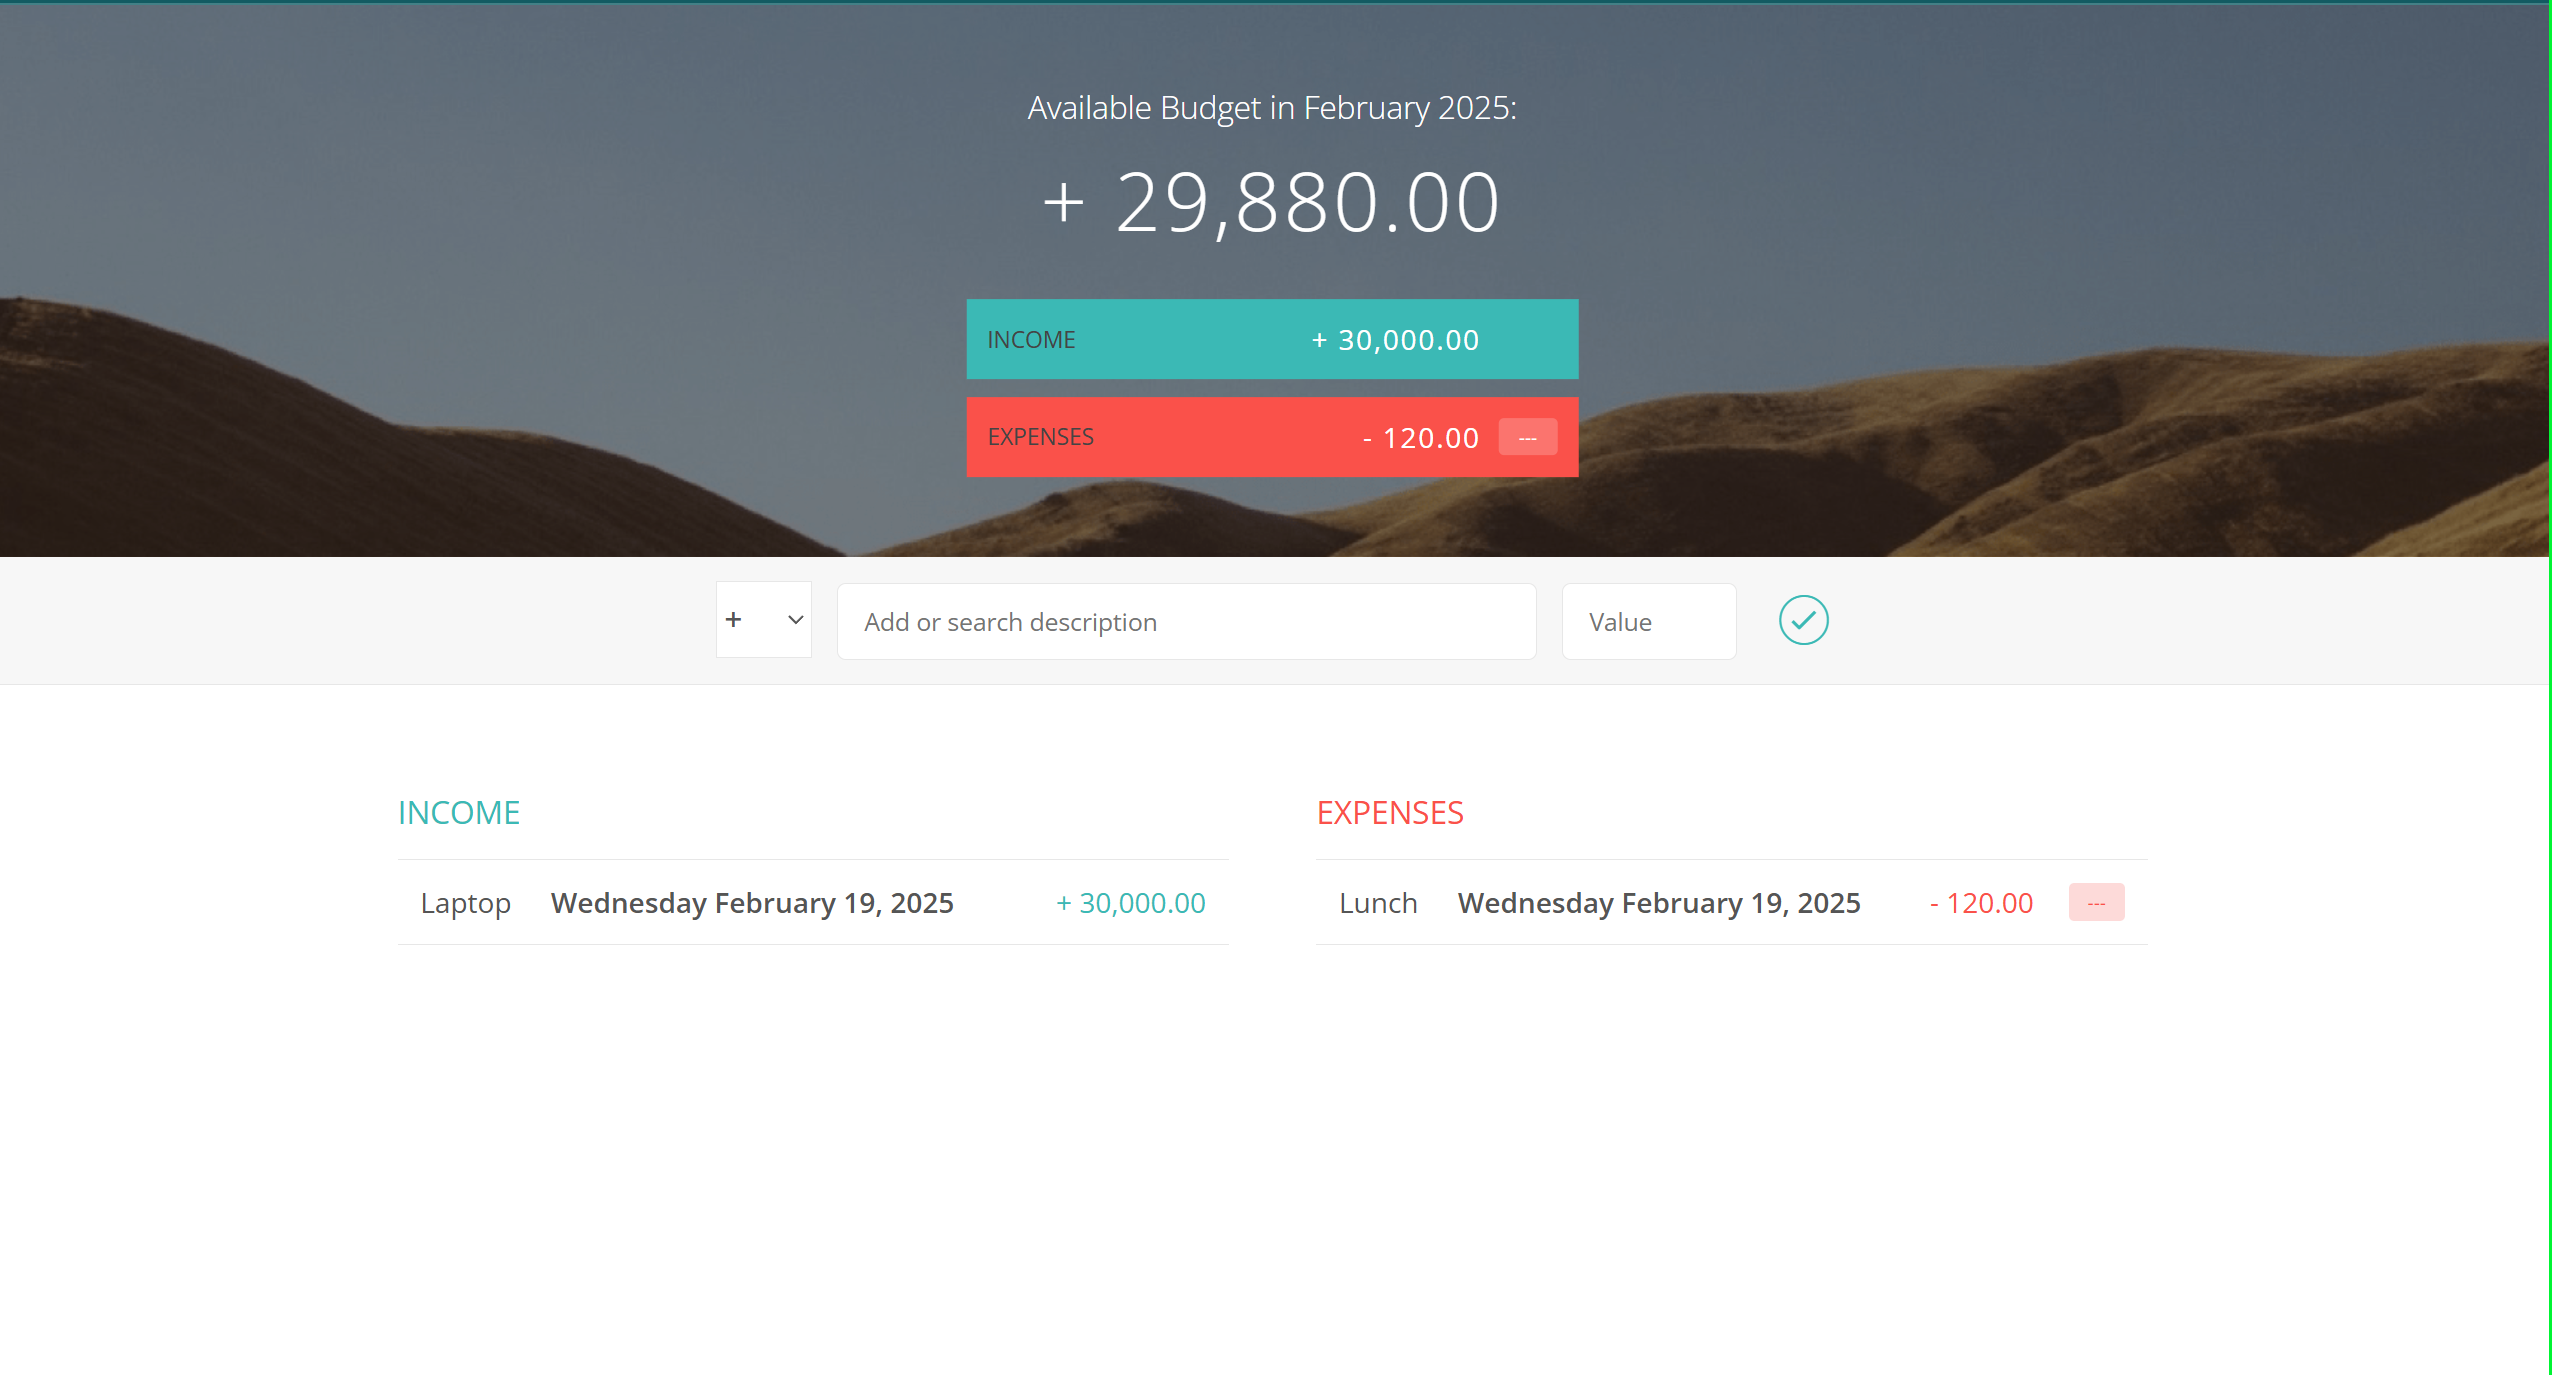 Available Budget in February 2025:
+ 29,880.00
INCOME + 30,000.00
EXPENSES - 120.00 ---
+ Add or search description Value
INCOME
Laptop Wednesday February 19, 2025 + 30,000.00
EXPENSES
Lunch Wednesday February 19, 2025 - 120.00 ---